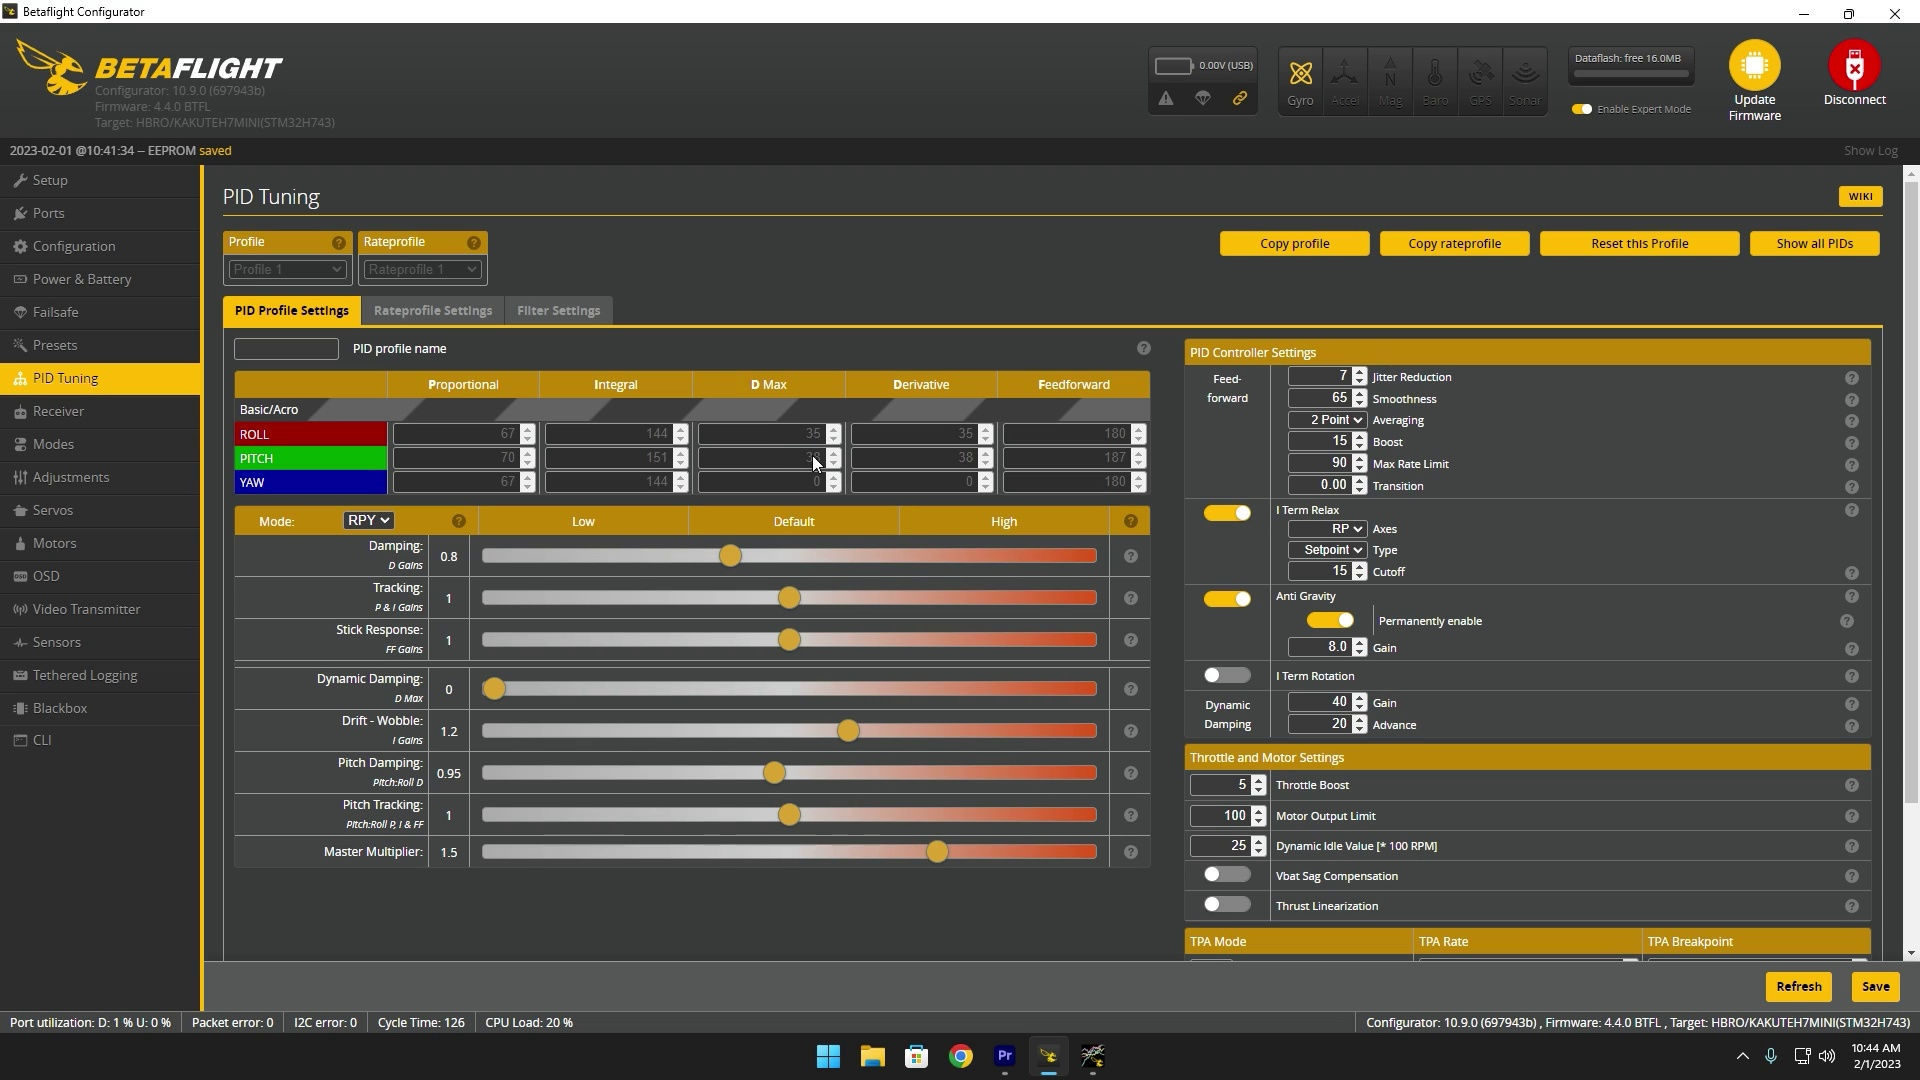 Betaflight Configurator
BETAFLIGHT
Configurator: 10.9.0 (697943b)
Firmware: 4.4.0 BTFL
Target: HBRO/KAKUTEH7MINI(STM32H743)
0.00V (USB)
Gyro Accel Mag Baro GPS Sonar
Dataflash: free 16.0MB
Enable Expert Mode
Update Firmware
Disconnect
2023-02-01 @10:41:34 -- EEPROM saved
Show Log
Setup
Ports
Configuration
Power & Battery
Failsafe
Presets
PID Tuning
Receiver
Modes
Adjustments
Servos
Motors
OSD
Video Transmitter
Sensors
Tethered Logging
Blackbox
CLI
PID Tuning
WIKI
Profile
Profile 1
Rateprofile
Rateprofile 1
Copy profile
Copy rateprofile
Reset this Profile
Show all PIDs
PID Profile Settings
Rateprofile Settings
Filter Settings
PID profile name
Proportional Integral D Max Derivative Feedforward
Basic/Acro
ROLL 67 144 35 35 180
PITCH 70 151 38 38 187
YAW 67 144 0 0 180
Mode: RPY Low Default High
Damping: 0.8
D Gains
Tracking: 1
P & I Gains
Stick Response: 1
FF Gains
Dynamic Damping: 0
D Max
Drift - Wobble: 1.2
I Gains
Pitch Damping: 0.95
Pitch:Roll D
Pitch Tracking: 1
Pitch:Roll P, I & FF
Master Multiplier: 1.5
PID Controller Settings
Feed-
forward
7 Jitter Reduction
65 Smoothness
2 Point Averaging
15 Boost
90 Max Rate Limit
0.00 Transition
I Term Relax
RP Axes
Setpoint Type
15 Cutoff
Anti Gravity
Permanently enable
8.0 Gain
I Term Rotation
Dynamic
Damping
40 Gain
20 Advance
Throttle and Motor Settings
5 Throttle Boost
100 Motor Output Limit
25 Dynamic Idle Value [* 100 RPM]
Vbat Sag Compensation
Thrust Linearization
TPA Mode TPA Rate TPA Breakpoint
Refresh
Save
Port utilization: D: 1 % U: 0 % Packet error: 0 I2C error: 0 Cycle Time: 126 CPU Load: 20 %
Configurator: 10.9.0 (697943b) , Firmware: 4.4.0 BTFL , Target: HBRO/KAKUTEH7MINI(STM32H743)
Pr
10:44 AM
2/1/2023